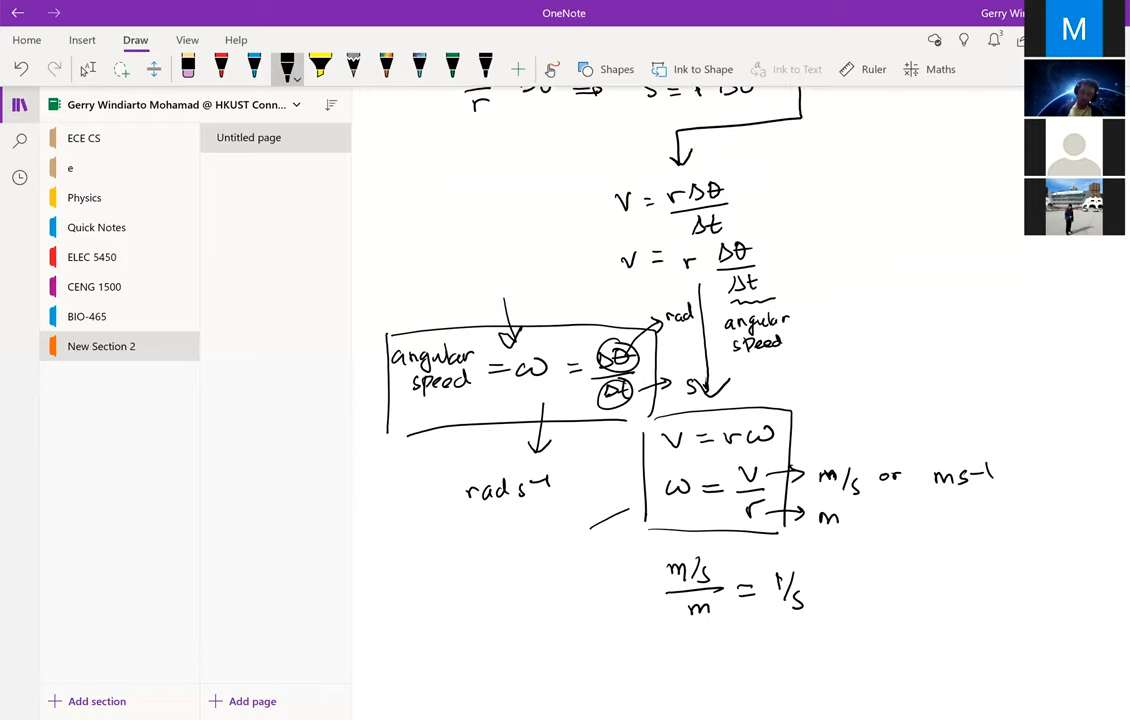 OneNote
Gerry Win
M
Home Insert Draw View Help
3
Shapes Ink to Shape Ink to Text Ruler Maths
Gerry Windiarto Mohamad @ HKUST Conn...
Untitled page
ECE CS
e
Physics
Quick Notes
ELEC 5450
CENG 1500
BIO-465
New Section 2
r
v = rΔθ/Δt
v = r Δθ/Δt
angular speed
angular speed = ω = Δθ/Δt
rad
s
rad s⁻¹
v = rω
ω = v/r
m/s or ms⁻¹
m
m/s / m = 1/s
Add section
Add page